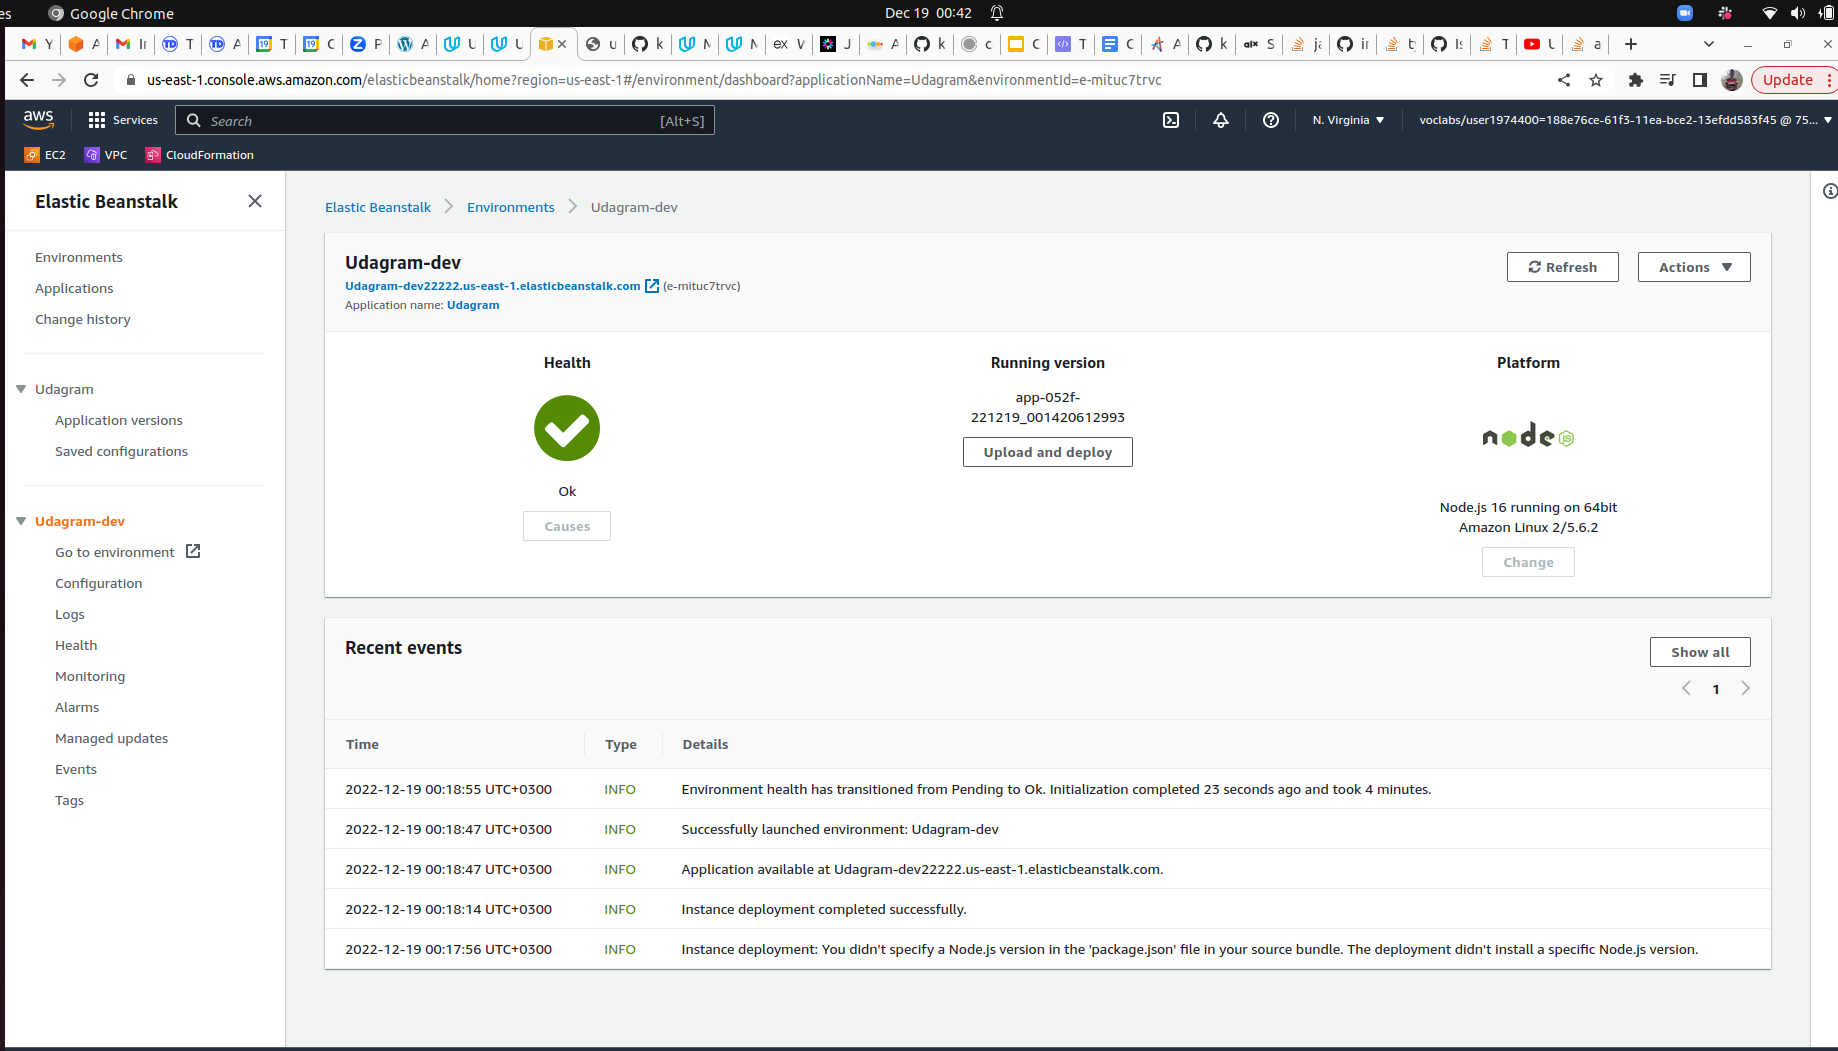 es
Google Chrome
Dec 19 00:42
us-east-1.console.aws.amazon.com/elasticbeanstalk/home?region=us-east-1#/environment/dashboard?applicationName=Udagram&environmentId=e-mituc7trvc
Update
aws
Services
Search
[Alt+S]
N. Virginia
voclabs/user1974400=188e76ce-61f3-11ea-bce2-13efdd583f45 @ 75...
EC2
VPC
CloudFormation
Elastic Beanstalk
Environments
Applications
Change history
Udagram
Application versions
Saved configurations
Udagram-dev
Go to environment
Configuration
Logs
Health
Monitoring
Alarms
Managed updates
Events
Tags
Elastic Beanstalk
Environments
Udagram-dev
Udagram-dev
Udagram-dev22222.us-east-1.elasticbeanstalk.com (e-mituc7trvc)
Application name: Udagram
Refresh
Actions
Health
Ok
Causes
Running version
app-052f-
221219_001420612993
Upload and deploy
Platform
node
JS
Node.js 16 running on 64bit
Amazon Linux 2/5.6.2
Change
Recent events
Show all
1
Time Type Details
2022-12-19 00:18:55 UTC+0300 INFO Environment health has transitioned from Pending to Ok. Initialization completed 23 seconds ago and took 4 minutes.
2022-12-19 00:18:47 UTC+0300 INFO Successfully launched environment: Udagram-dev
2022-12-19 00:18:47 UTC+0300 INFO Application available at Udagram-dev22222.us-east-1.elasticbeanstalk.com.
2022-12-19 00:18:14 UTC+0300 INFO Instance deployment completed successfully.
2022-12-19 00:17:56 UTC+0300 INFO Instance deployment: You didn't specify a Node.js version in the 'package.json' file in your source bundle. The deployment didn't install a specific Node.js version.